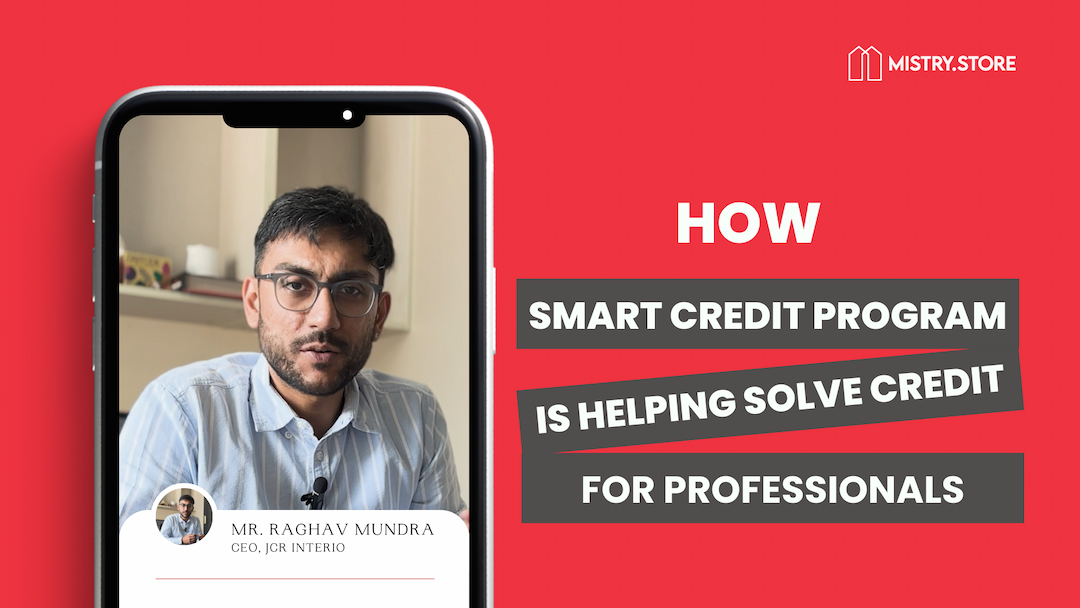 MISTRY.STORE
HOW
SMART CREDIT PROGRAM
IS HELPING SOLVE CREDIT
FOR PROFESSIONALS
MR. RAGHAV MUNDRA
CEO, JCR INTERIO